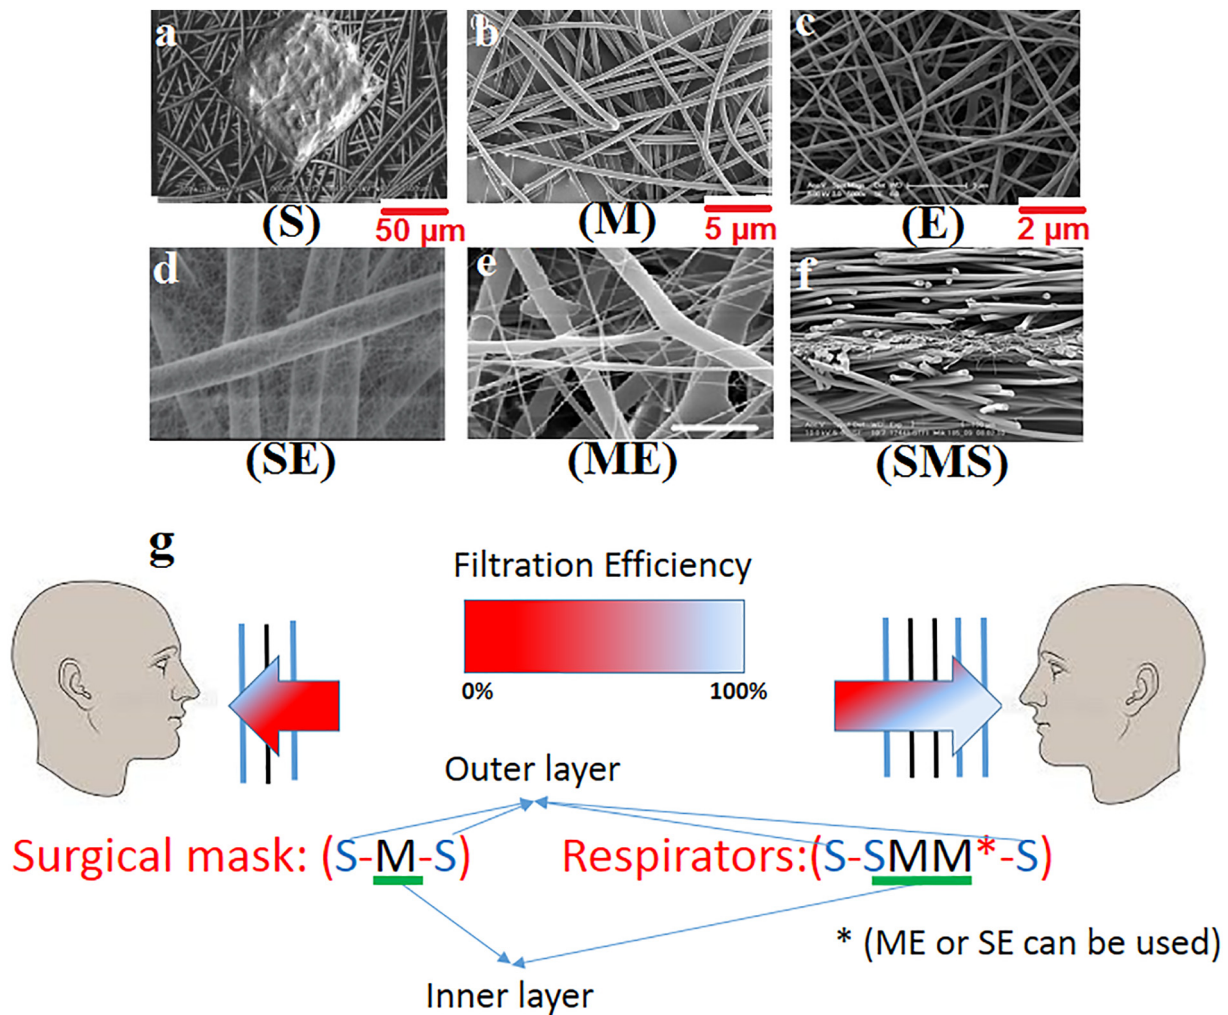 a
b
c
(S)
50 µm
(M)
5 µm
(E)
2 µm
d
e
f
(SE)
(ME)
(SMS)
g
Filtration Efficiency
0%
100%
Outer layer
Surgical mask: (S-M-S)
Respirators:(S-SMM*-S)
* (ME or SE can be used)
Inner layer